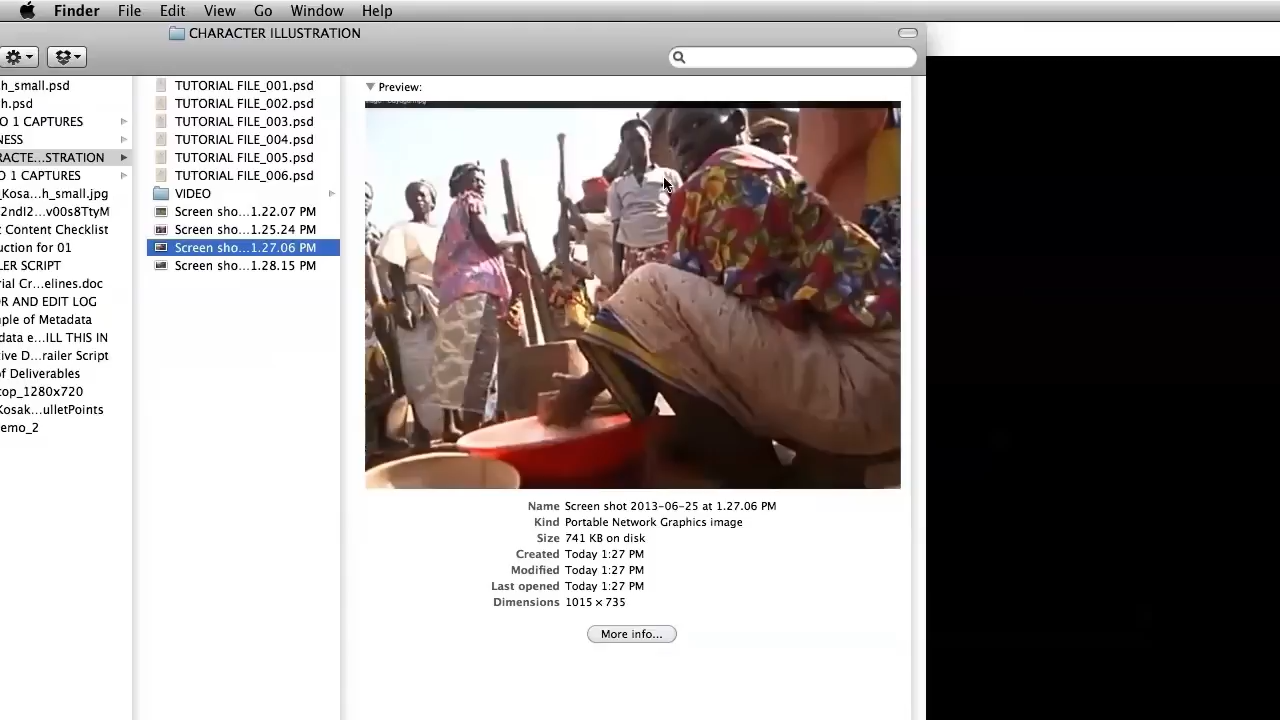 Finder File Edit View Go Window Help
CHARACTER ILLUSTRATION
h_small.psd
h.psd
O 1 CAPTURES
NESS
RACTE...STRATION
O 1 CAPTURES
_Kosa...h_small.jpg
2ndl2...v00s8TtyM
t Content Checklist
uction for 01
LER SCRIPT
rial Cr...elines.doc
OR AND EDIT LOG
nple of Metadata
data e...ILL THIS IN
tive D...railer Script
of Deliverables
top_1280x720
Kosak...ulletPoints
emo_2
TUTORIAL FILE_001.psd
TUTORIAL FILE_002.psd
TUTORIAL FILE_003.psd
TUTORIAL FILE_004.psd
TUTORIAL FILE_005.psd
TUTORIAL FILE_006.psd
VIDEO
Screen sho...1.22.07 PM
Screen sho...1.25.24 PM
Screen sho...1.27.06 PM
Screen sho...1.28.15 PM
Preview:
Name Screen shot 2013-06-25 at 1.27.06 PM
Kind Portable Network Graphics image
Size 741 KB on disk
Created Today 1:27 PM
Modified Today 1:27 PM
Last opened Today 1:27 PM
Dimensions 1015 × 735
More info...